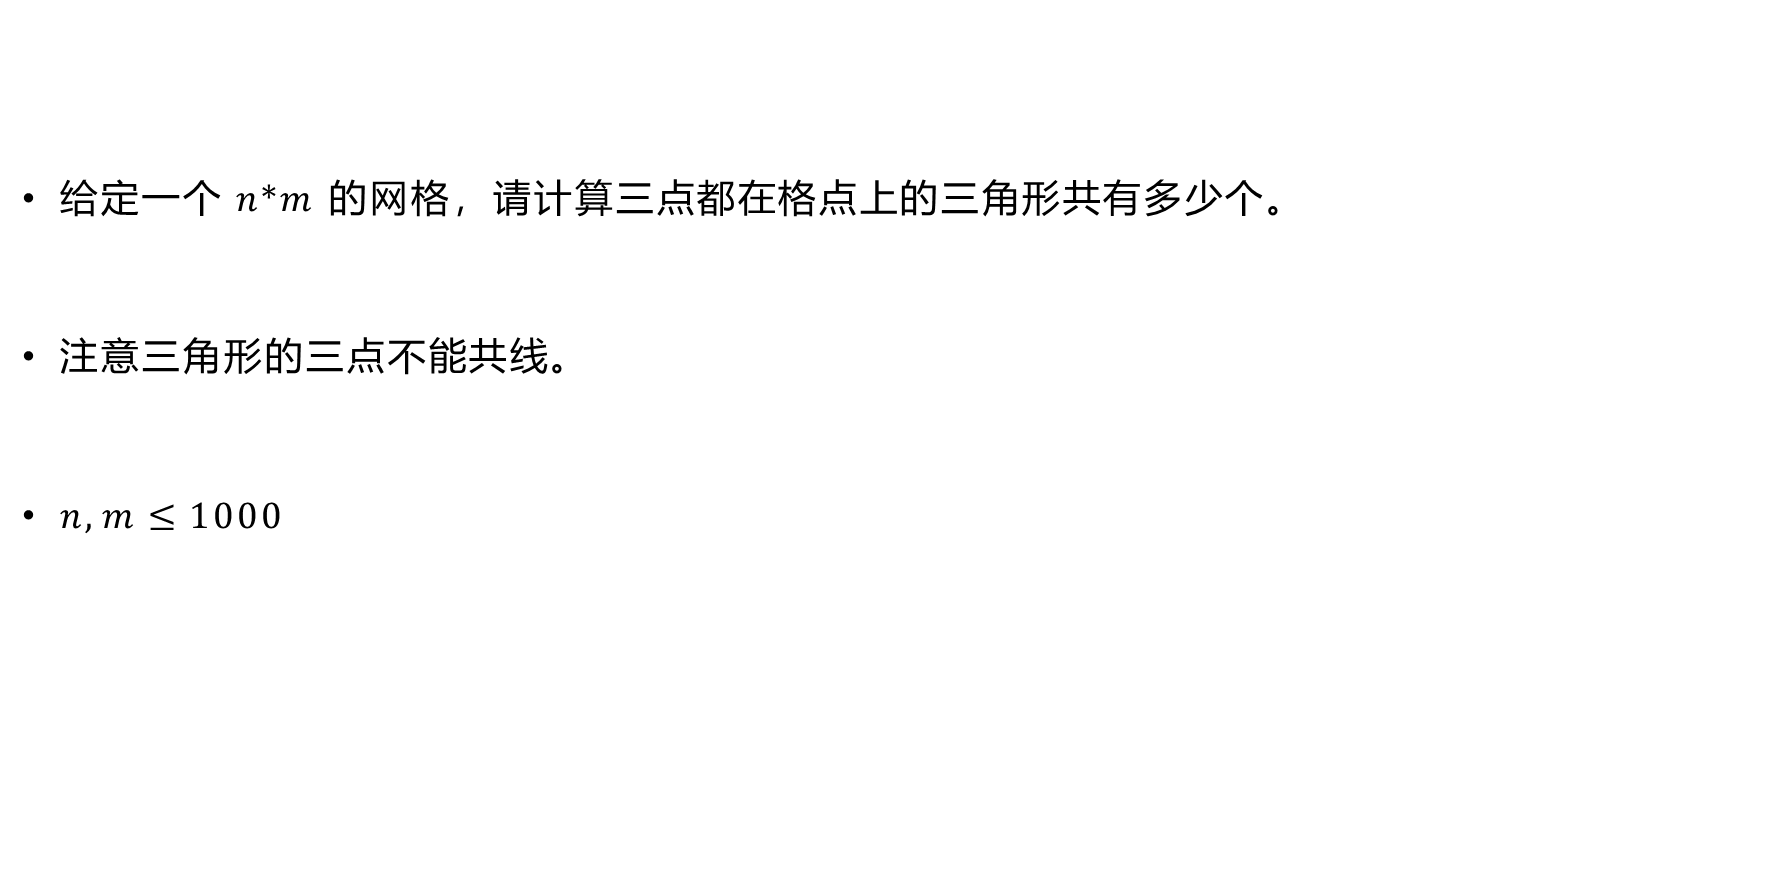 • 给定一个 n*m 的网格，请计算三点都在格点上的三角形共有多少个。
• 注意三角形的三点不能共线。
• n, m ≤ 1000